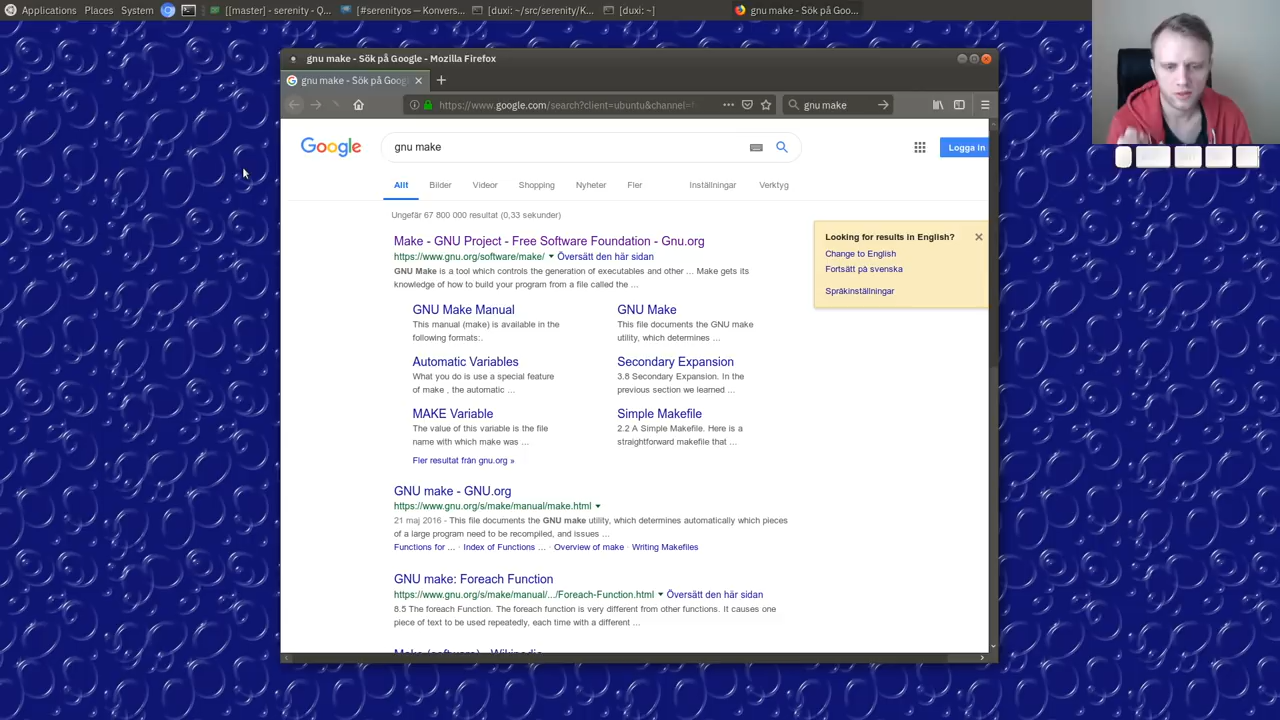 Applications Places System [[master] - serenity - Q... [#serenityos - Konvers... [dux:~/src/serenity/K... [dux:~] gnu make - Sök på Goo...
gnu make - Sök på Google - Mozilla Firefox
gnu make - Sök på Googl
https://www.google.com/search?client=ubuntu&channel= gnu make
Google gnu make Logga in
Allt Bilder Videor Shopping Nyheter Fler Inställningar Verktyg
Ungefär 67 800 000 resultat (0,33 sekunder)
Make - GNU Project - Free Software Foundation - Gnu.org
https://www.gnu.org/software/make/ Översätt den här sidan
GNU Make is a tool which controls the generation of executables and other ... Make gets its
knowledge of how to build your program from a file called the ...
GNU Make Manual
This manual (make) is available in the
following formats:.
GNU Make
This file documents the GNU make
utility, which determines ...
Automatic Variables
What you do is use a special feature
of make , the automatic ...
Secondary Expansion
3.8 Secondary Expansion. In the
previous section we learned ...
MAKE Variable
The value of this variable is the file
name with which make was ...
Simple Makefile
2.2 A Simple Makefile. Here is a
straightforward makefile that ...
Fler resultat från gnu.org »
GNU make - GNU.org
https://www.gnu.org/s/make/manual/make.html
21 maj 2016 - This file documents the GNU make utility, which determines automatically which pieces
of a large program need to be recompiled, and issues ...
Functions for ... · Index of Functions ... · Overview of make · Writing Makefiles
GNU make: Foreach Function
https://www.gnu.org/s/make/manual/.../Foreach-Function.html Översätt den här sidan
8.5 The foreach Function. The foreach function is very different from other functions. It causes one
piece of text to be used repeatedly, each time with a different ...
Make (software) - Wikipedia
Looking for results in English?
Change to English
Fortsätt på svenska
Språkinställningar